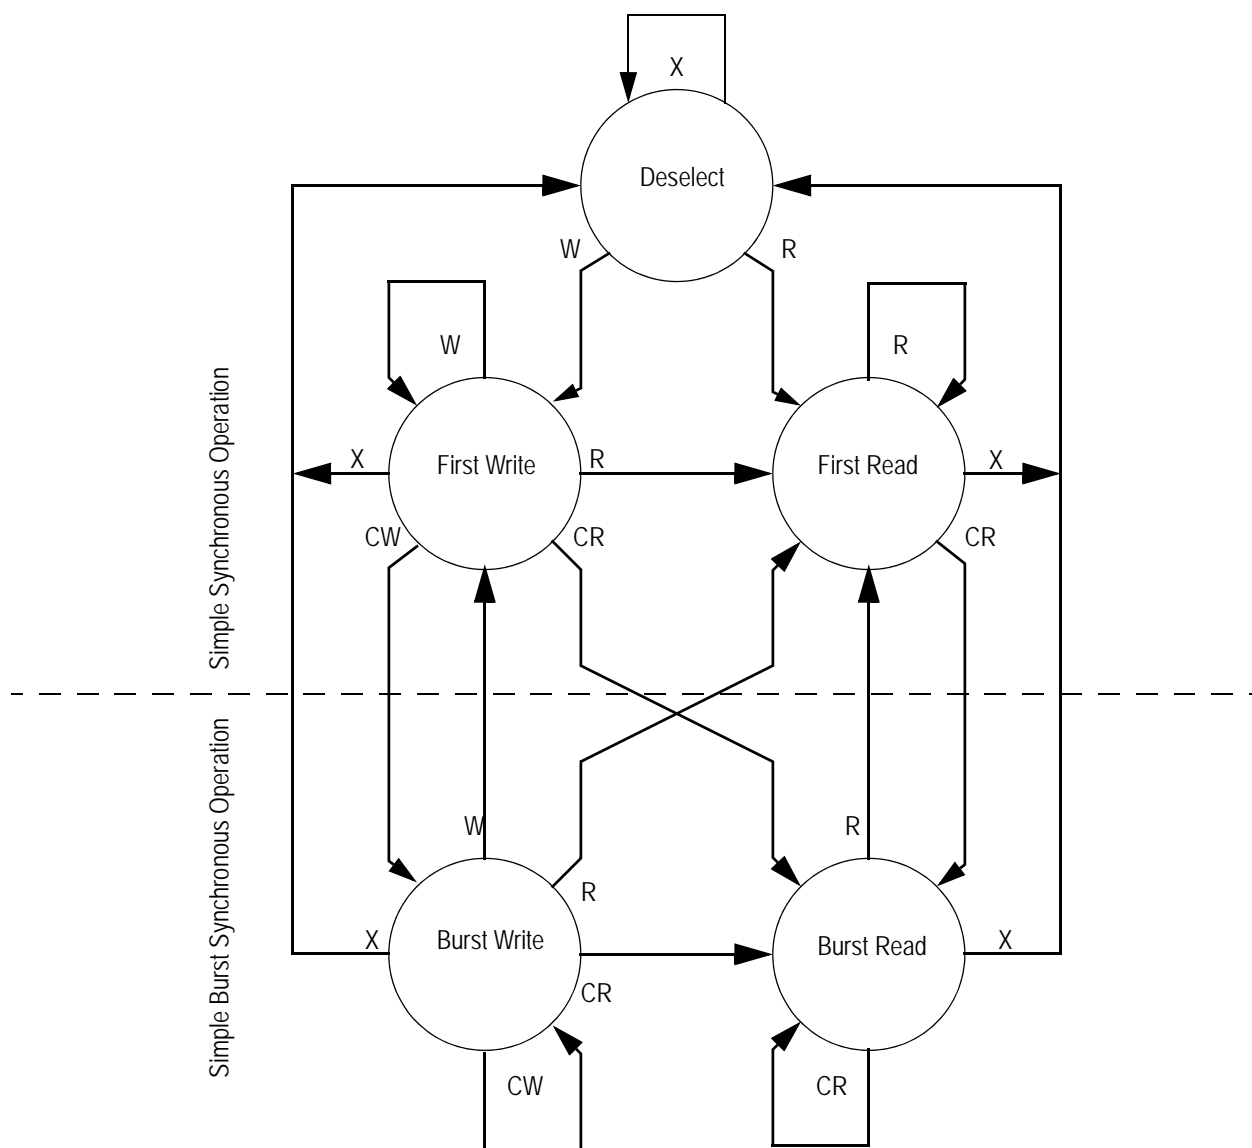 X
Deselect
W
R
W
R
Simple Synchronous Operation
X
First Write
R
First Read
X
CW
CR
CR
Simple Burst Synchronous Operation
W
R
R
X
Burst Write
Burst Read
X
CR
CW
CR